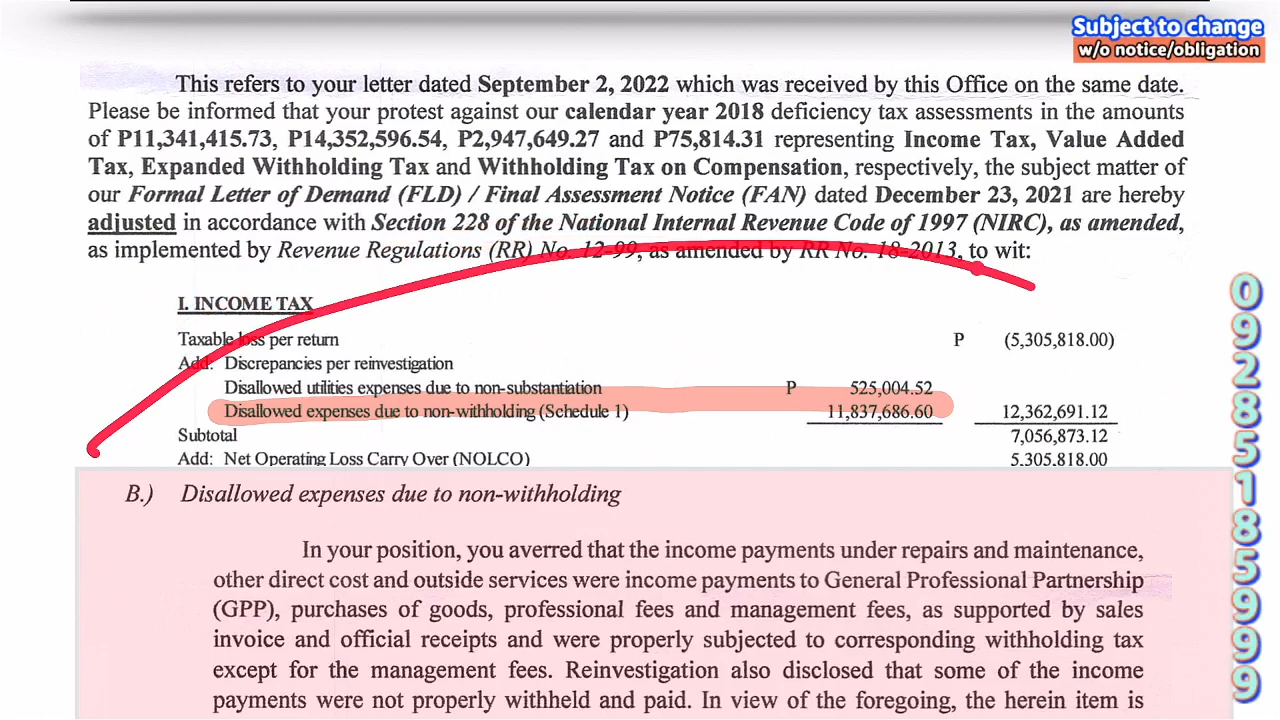 Subject to change
w/o notice/obligation
This refers to your letter dated September 2, 2022 which was received by this Office on the same date.
Please be informed that your protest against our calendar year 2018 deficiency tax assessments in the amounts
of P11,341,415.73, P14,352,596.54, P2,947,649.27 and P75,814.31 representing Income Tax, Value Added
Tax, Expanded Withholding Tax and Withholding Tax on Compensation, respectively, the subject matter of
our Formal Letter of Demand (FLD) / Final Assessment Notice (FAN) dated December 23, 2021 are hereby
adjusted in accordance with Section 228 of the National Internal Revenue Code of 1997 (NIRC), as amended,
as implemented by Revenue Regulations (RR) No. 12-99, as amended by RR No. 18-2013, to wit:
I. INCOME TAX
Taxable loss per return P (5,305,818.00)
Add: Discrepancies per reinvestigation
Disallowed utilities expenses due to non-substantiation P 525,004.52
Disallowed expenses due to non-withholding (Schedule 1) 11,837,686.60 12,362,691.12
Subtotal 7,056,873.12
Add: Net Operating Loss Carry Over (NOLCO) 5,305,818.00
B.) Disallowed expenses due to non-withholding
In your position, you averred that the income payments under repairs and maintenance,
other direct cost and outside services were income payments to General Professional Partnership
(GPP), purchases of goods, professional fees and management fees, as supported by sales
invoice and official receipts and were properly subjected to corresponding withholding tax
except for the management fees. Reinvestigation also disclosed that some of the income
payments were not properly withheld and paid. In view of the foregoing, the herein item is
09285185999